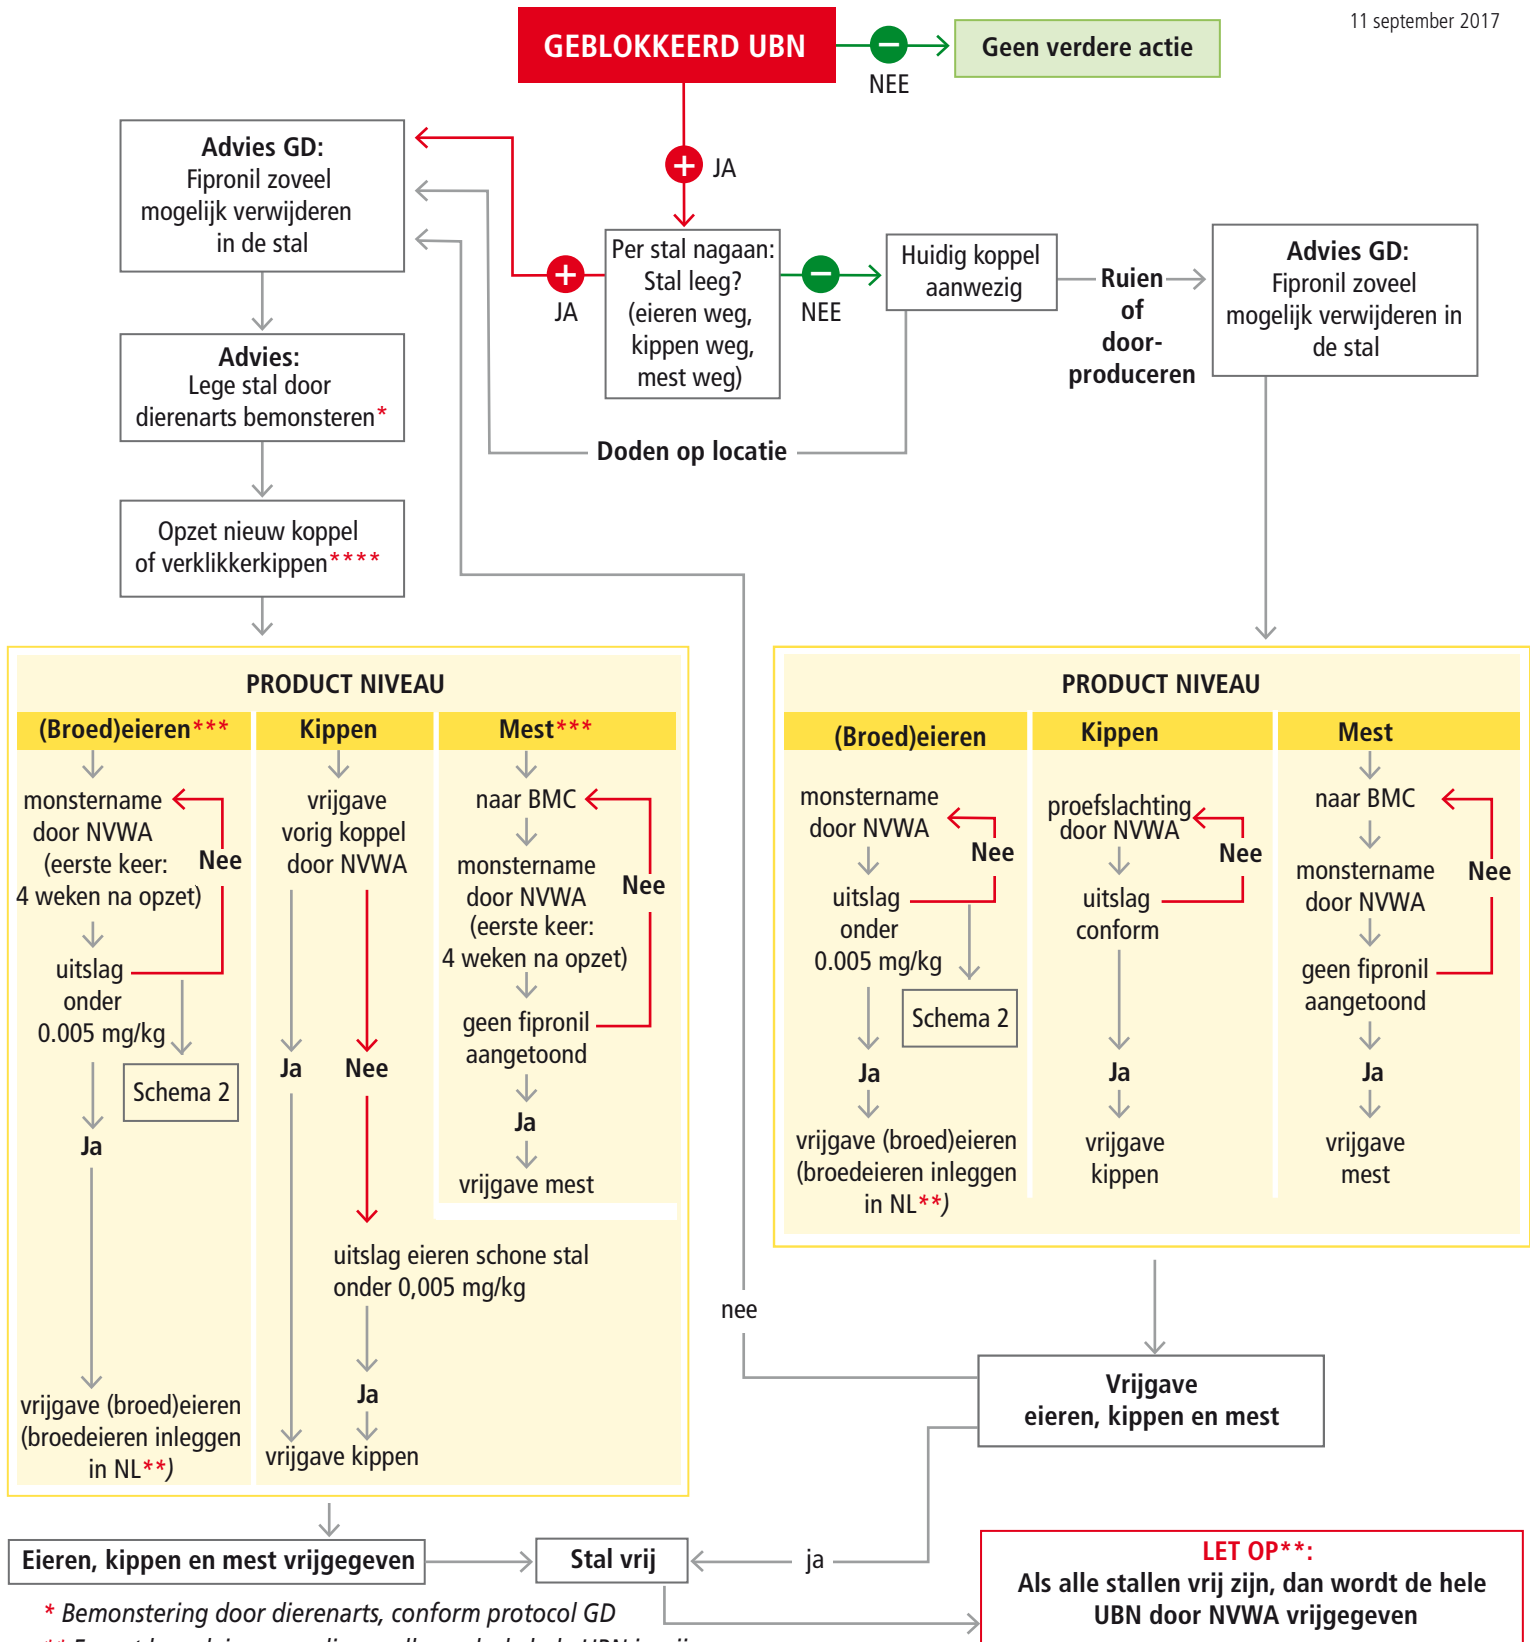 11 september 2017
GEBLOKKEERD UBN
NEE
Geen verdere actie
JA
Advies GD:
Fipronil zoveel
mogelijk verwijderen
in de stal
Per stal nagaan:
Stal leeg?
(eieren weg,
kippen weg,
mest weg)
JA
NEE
Huidig koppel
aanwezig
Ruien
of
door-
produceren
Advies GD:
Fipronil zoveel
mogelijk verwijderen in
de stal
Doden op locatie
Advies:
Lege stal door
dierenarts bemonsteren*
Opzet nieuw koppel
of verklikkerkippen****
PRODUCT NIVEAU
(Broed)eieren***
monstername
door NVWA
(eerste keer:
4 weken na opzet)
Nee
uitslag
onder
0.005 mg/kg
Schema 2
Ja
vrijgave (broed)eieren
(broedeieren inleggen
in NL**)
Kippen
vrijgave
vorig koppel
door NVWA
Ja
Nee
uitslag eieren schone stal
onder 0,005 mg/kg
Ja
vrijgave kippen
Mest***
naar BMC
monstername
door NVWA
(eerste keer:
4 weken na opzet)
Nee
geen fipronil
aangetoond
Ja
vrijgave mest
PRODUCT NIVEAU
(Broed)eieren
monstername
door NVWA
Nee
uitslag
onder
0.005 mg/kg
Schema 2
Ja
vrijgave (broed)eieren
(broedeieren inleggen
in NL**)
Kippen
proefslachting
door NVWA
Nee
uitslag
conform
Ja
vrijgave
kippen
Mest
naar BMC
monstername
door NVWA
Nee
geen fipronil
aangetoond
Ja
vrijgave
mest
nee
Vrijgave
eieren, kippen en mest
Eieren, kippen en mest vrijgegeven
Stal vrij
ja
LET OP**:
Als alle stallen vrij zijn, dan wordt de hele
UBN door NVWA vrijgegeven
* Bemonstering door dierenarts, conform protocol GD